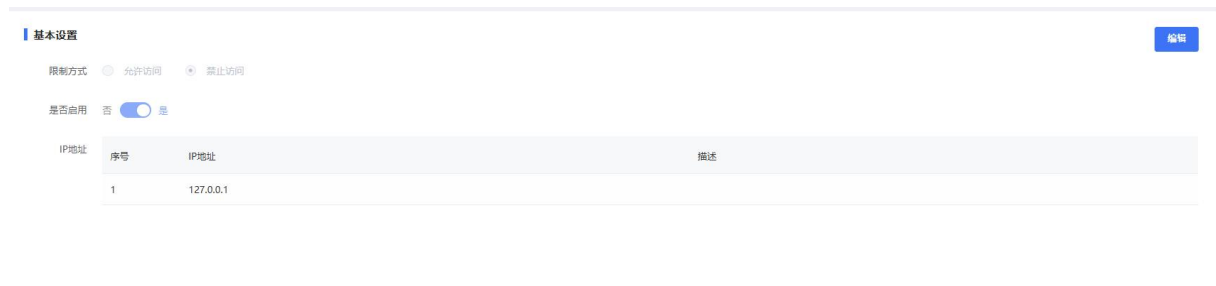 基本设置 编辑
限制方式 允许访问 禁止访问
是否启用 否 是
IP地址 序号 IP地址 描述
1 127.0.0.1